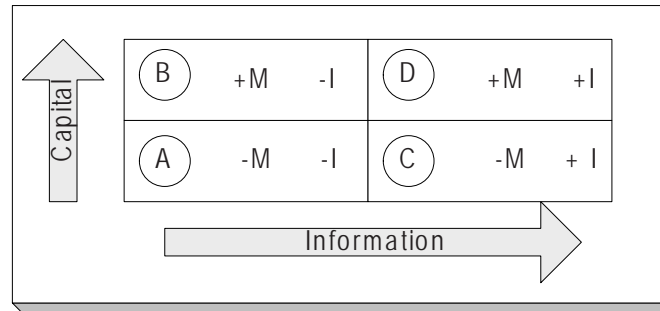 Capital
B +M -I D +M +I
A -M -I C -M + I
Information